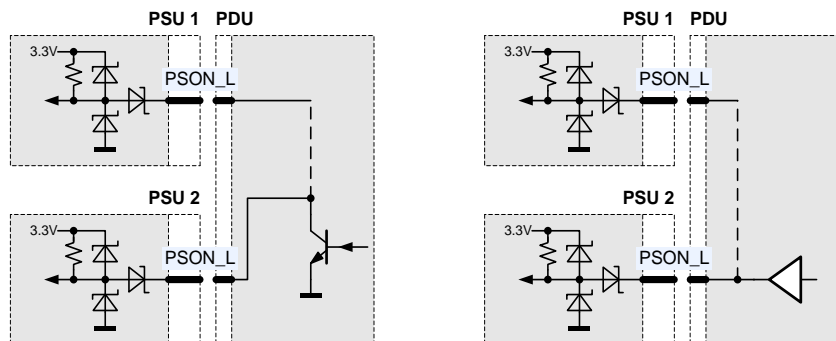 PSU 1 PDU
3.3V
PSON_L
PSU 2
3.3V
PSON_L
PSU 1 PDU
3.3V
PSON_L
PSU 2
3.3V
PSON_L